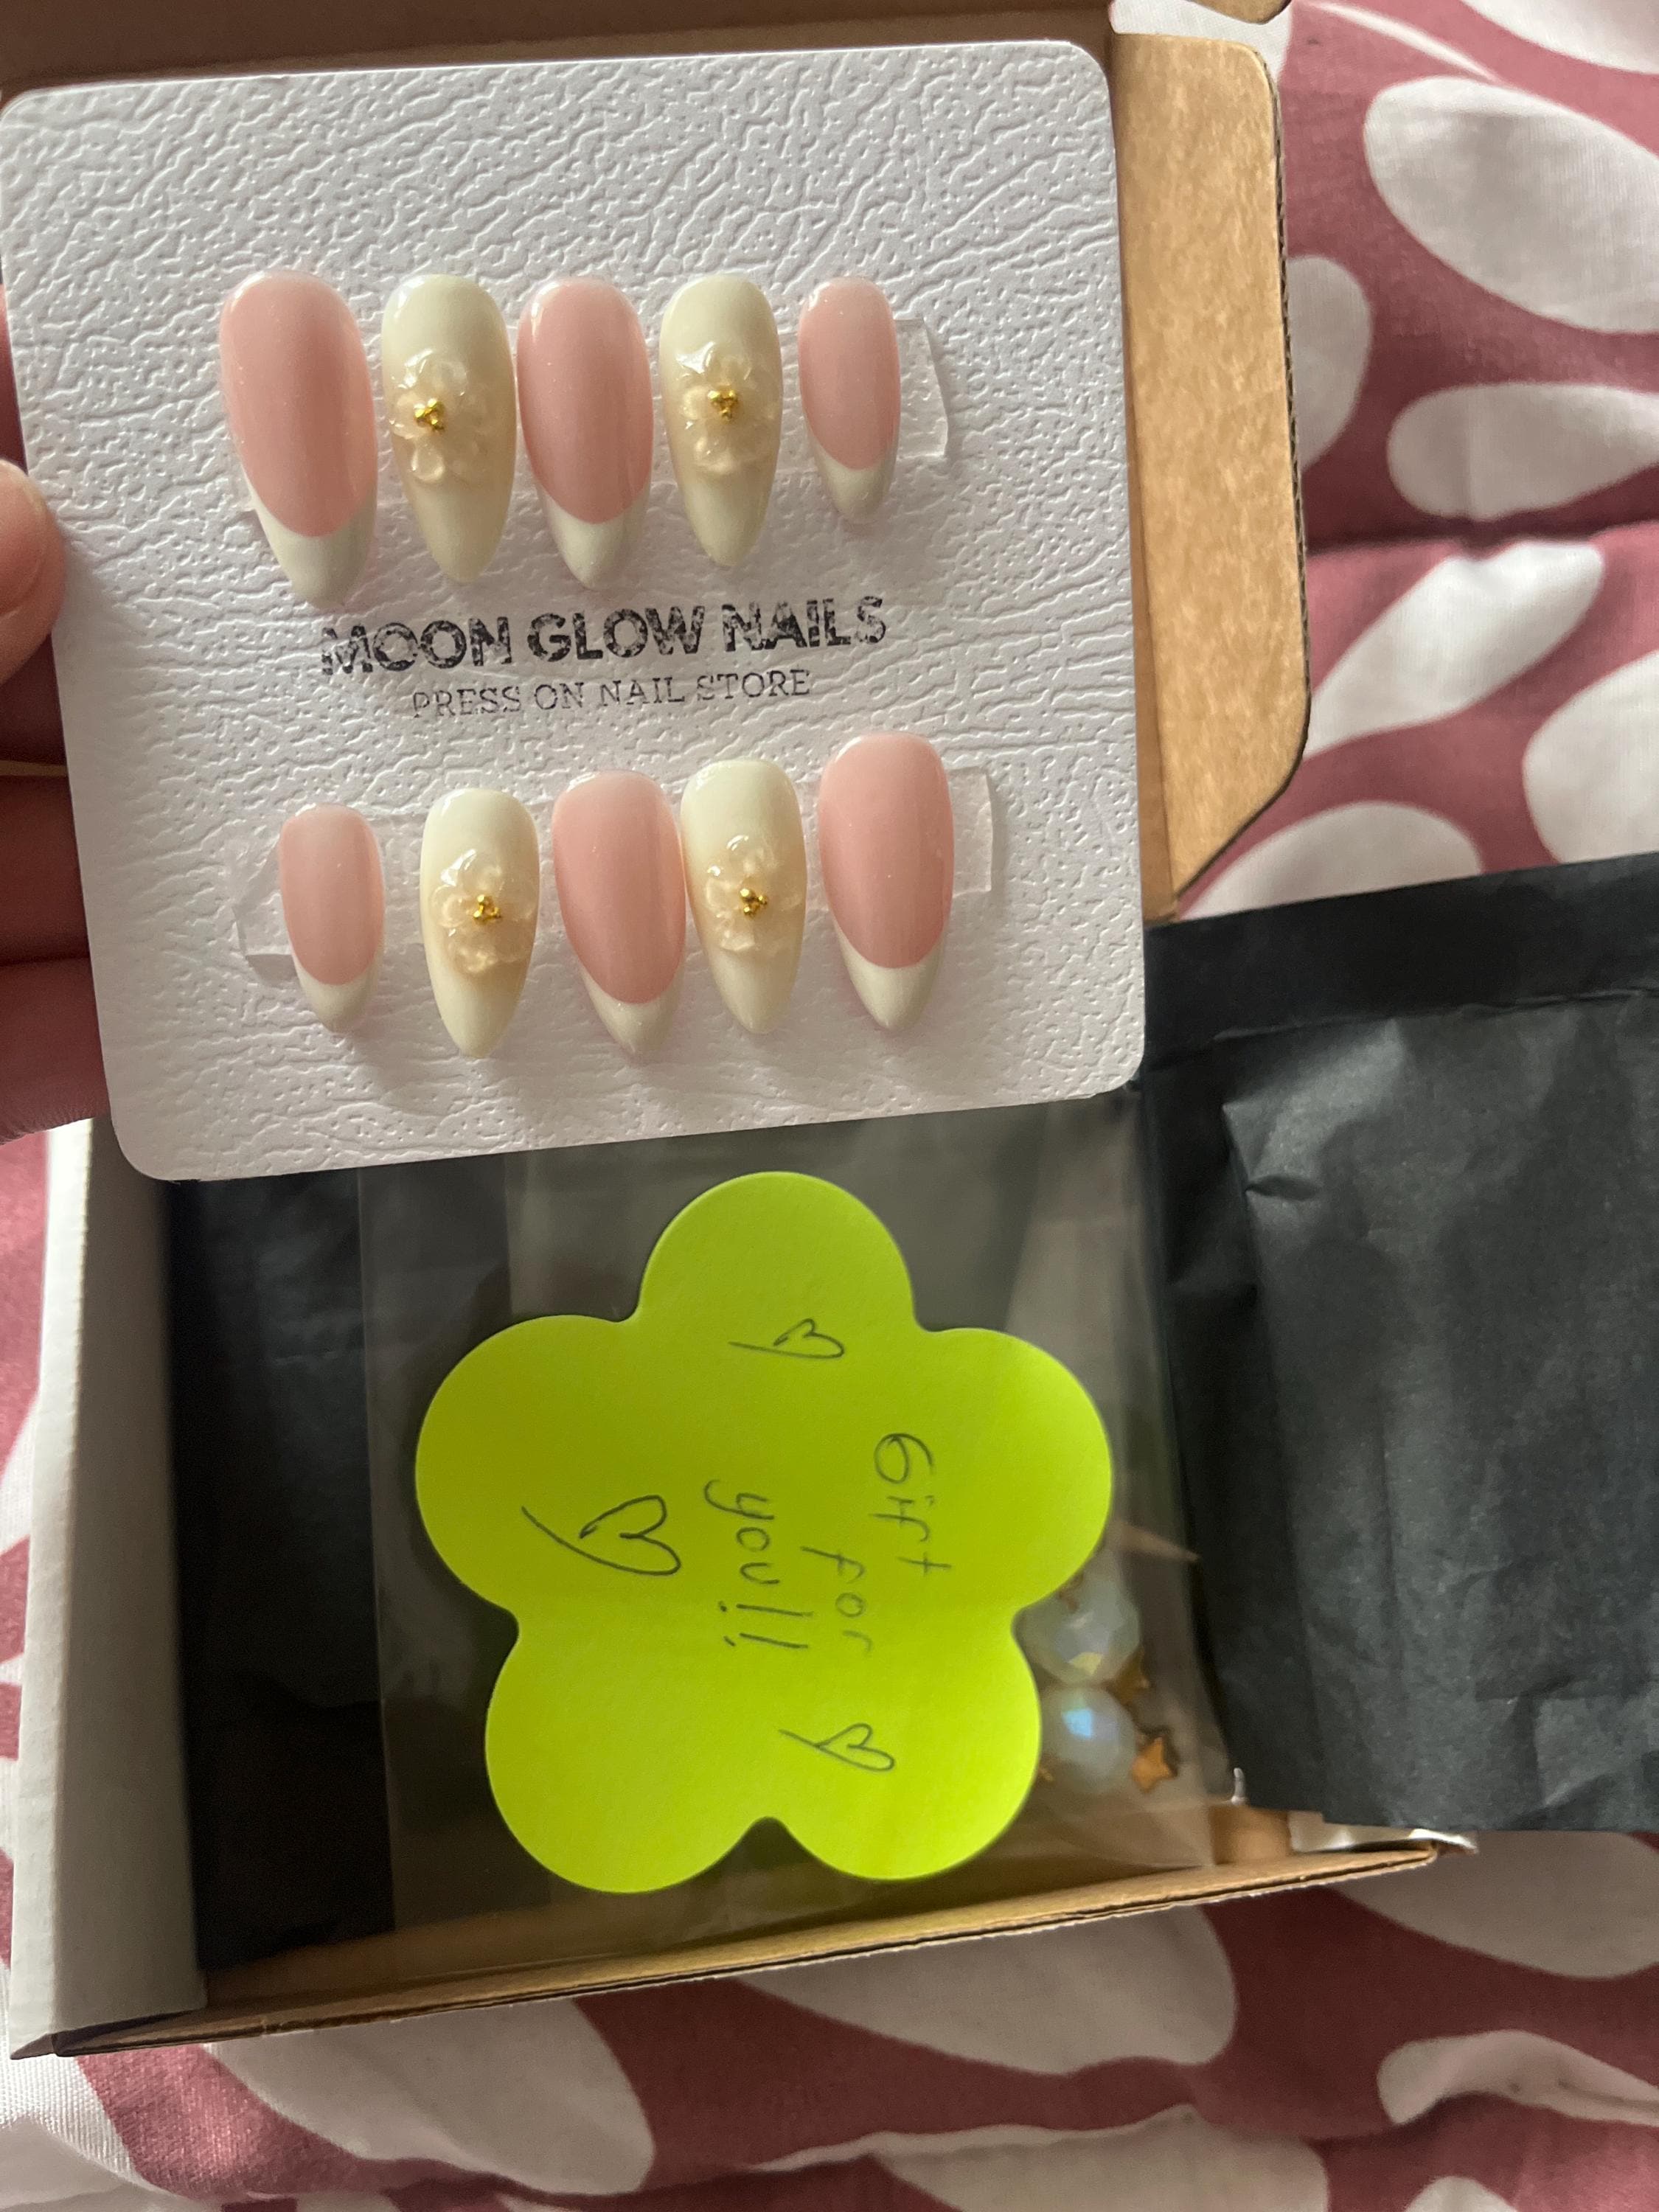 MOON GLOW NAILS
PRESS ON NAIL STORE
Gift
for
you!!